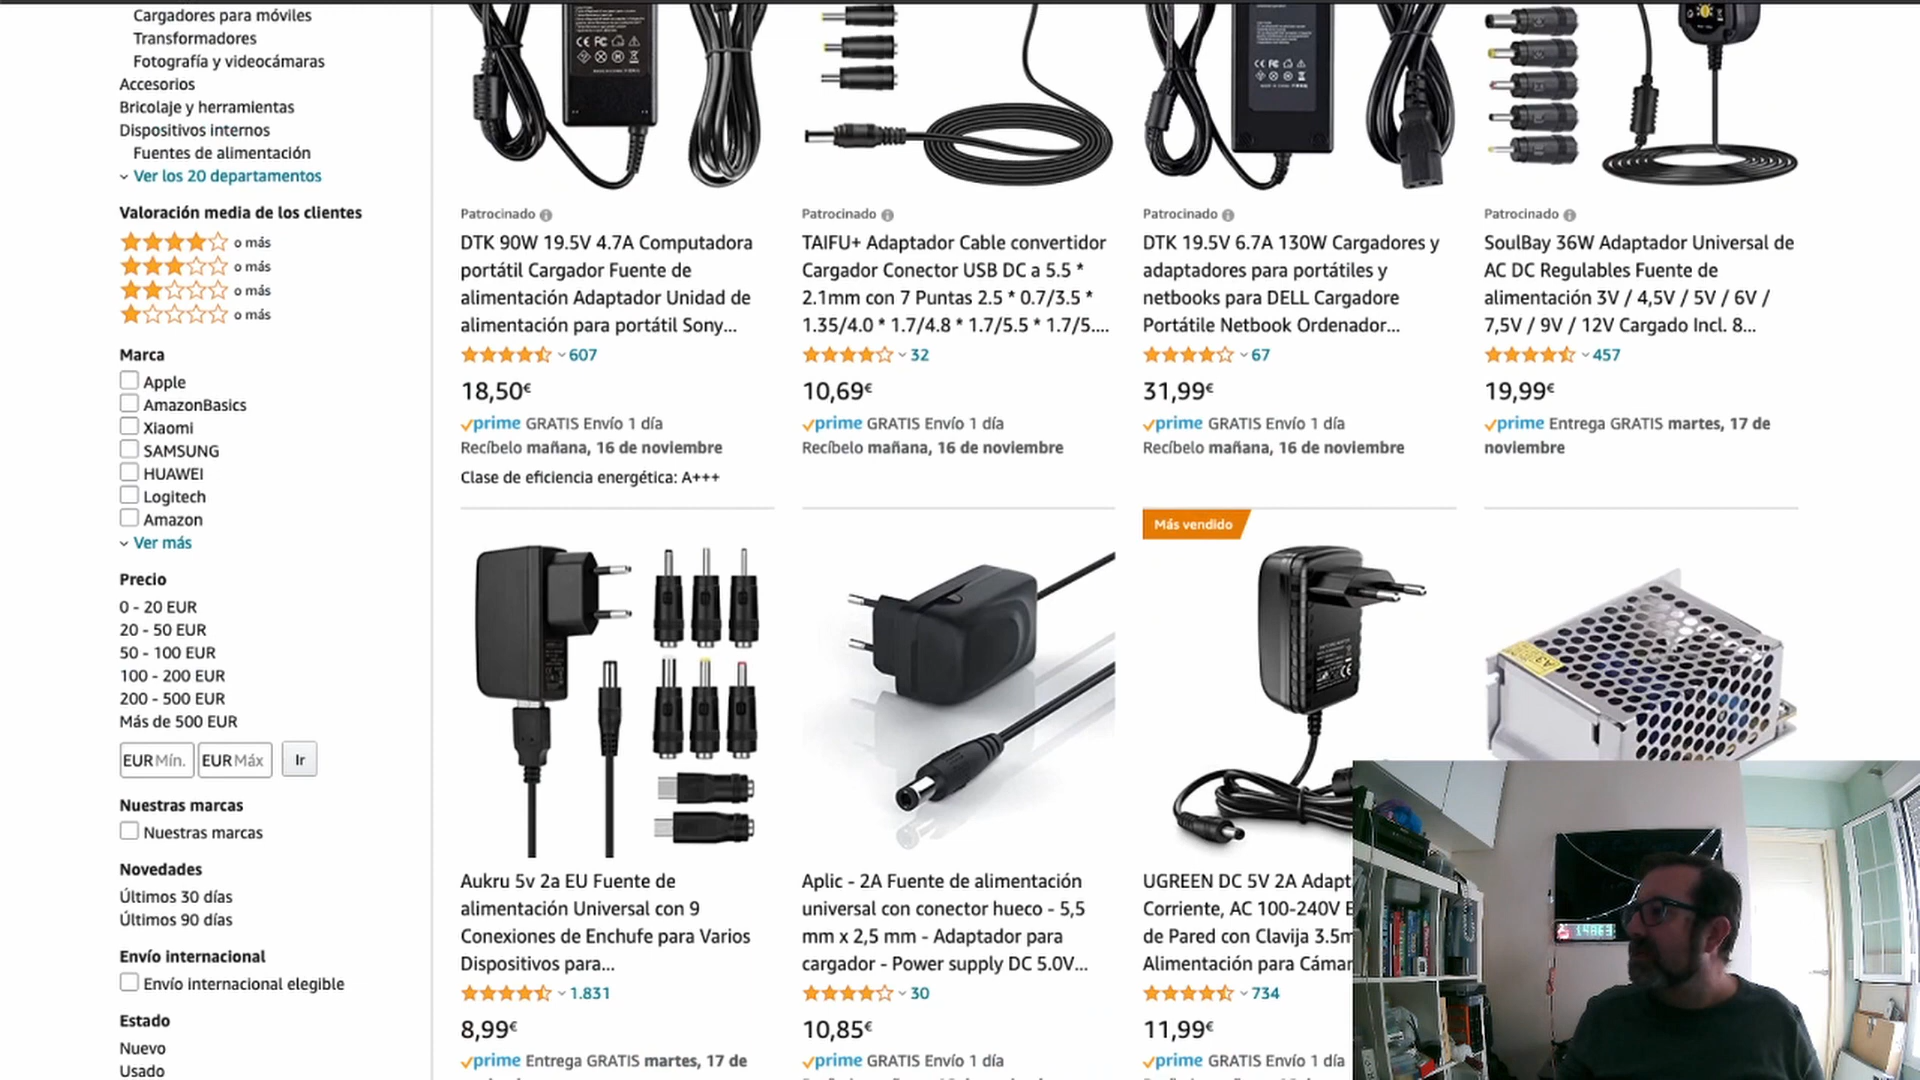 Cargadores para móviles
Transformadores
Fotografía y videocámaras
Accesorios
Bricolaje y herramientas
Dispositivos internos
Fuentes de alimentación
Ver los 20 departamentos
Valoración media de los clientes
o más
o más
o más
o más
Marca
Apple
AmazonBasics
Xiaomi
SAMSUNG
HUAWEI
Logitech
Amazon
Ver más
Precio
0 - 20 EUR
20 - 50 EUR
50 - 100 EUR
100 - 200 EUR
200 - 500 EUR
Más de 500 EUR
EUR Mín. EUR Máx Ir
Nuestras marcas
Nuestras marcas
Novedades
Últimos 30 días
Últimos 90 días
Envío internacional
Envío internacional elegible
Estado
Nuevo
Usado
Patrocinado
DTK 90W 19.5V 4.7A Computadora
portátil Cargador Fuente de
alimentación Adaptador Unidad de
alimentación para portátil Sony...
607
18,50€
prime GRATIS Envío 1 día
Recíbelo mañana, 16 de noviembre
Clase de eficiencia energética: A+++
Patrocinado
TAIFU+ Adaptador Cable convertidor
Cargador Conector USB DC a 5.5 *
2.1mm con 7 Puntas 2.5 * 0.7/3.5 *
1.35/4.0 * 1.7/4.8 * 1.7/5.5 * 1.7/5....
32
10,69€
prime GRATIS Envío 1 día
Recíbelo mañana, 16 de noviembre
Patrocinado
DTK 19.5V 6.7A 130W Cargadores y
adaptadores para portátiles y
netbooks para DELL Cargadore
Portátile Netbook Ordenador...
67
31,99€
prime GRATIS Envío 1 día
Recíbelo mañana, 16 de noviembre
Patrocinado
SoulBay 36W Adaptador Universal de
AC DC Regulables Fuente de
alimentación 3V / 4,5V / 5V / 6V /
7,5V / 9V / 12V Cargado Incl. 8...
457
19,99€
prime Entrega GRATIS martes, 17 de
noviembre
Aukru 5v 2a EU Fuente de
alimentación Universal con 9
Conexiones de Enchufe para Varios
Dispositivos para...
1.831
8,99€
prime Entrega GRATIS martes, 17 de
Aplic - 2A Fuente de alimentación
universal con conector hueco - 5,5
mm x 2,5 mm - Adaptador para
cargador - Power supply DC 5.0V...
30
10,85€
prime GRATIS Envío 1 día
Más vendido
UGREEN DC 5V 2A Adapt
Corriente, AC 100-240V E
de Pared con Clavija 3.5m
Alimentación para Cámar
734
11,99€
prime GRATIS Envío 1 día